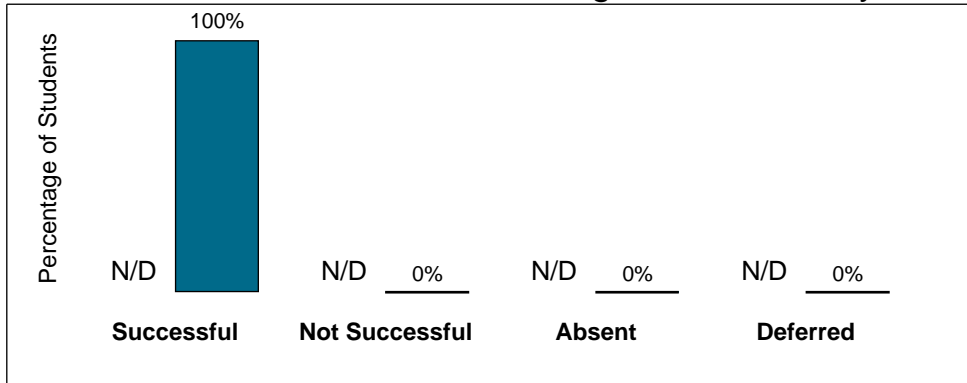 100%
Percentage of Students
N/D
N/D 0%
N/D 0%
N/D 0%
Successful Not Successful Absent Deferred